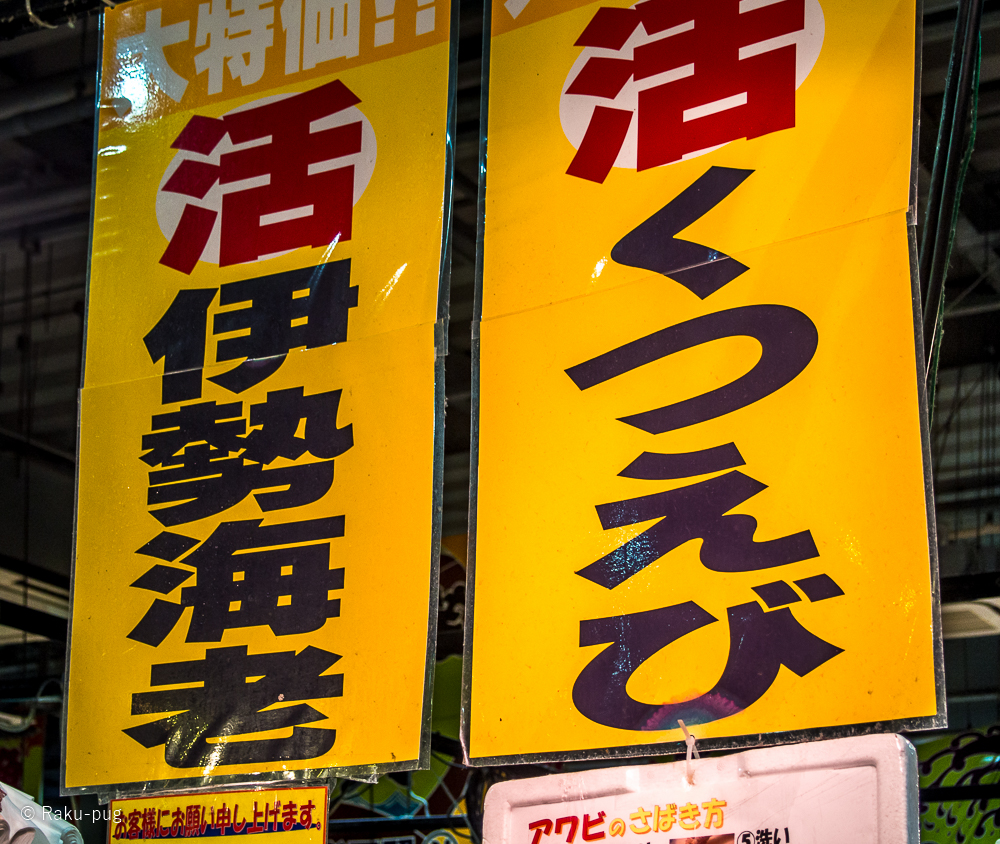 大特価!!
活
伊勢海老
活
くつえび
お客様にお願い申し上げます。
アワビのさばき方
⑤洗い
© Raku-pug